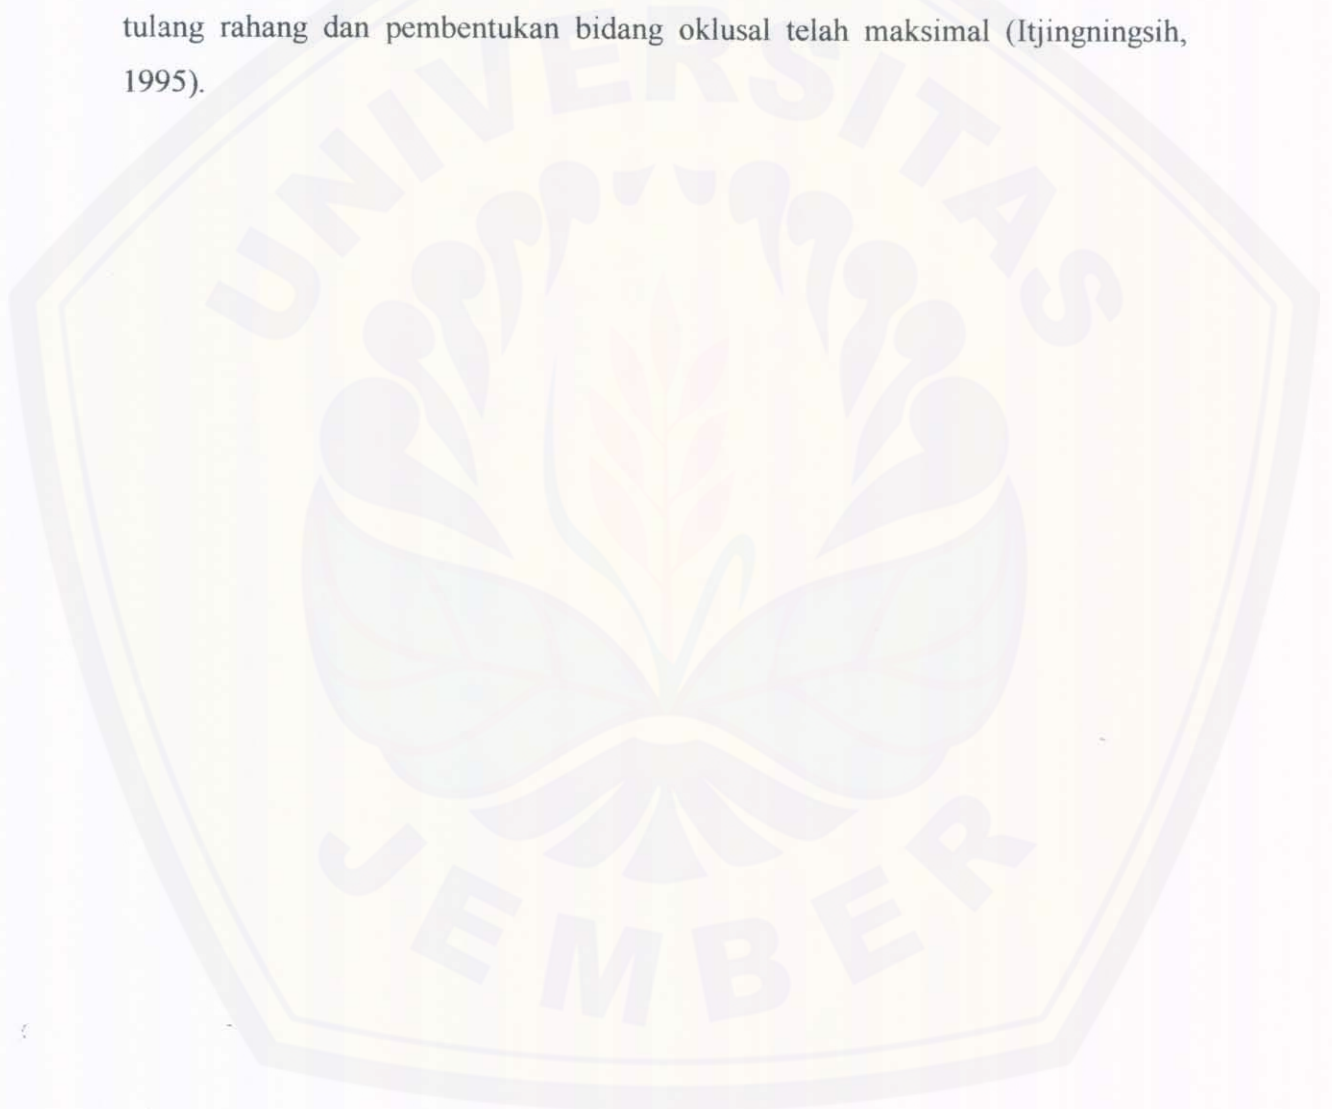 tulang rahang dan pembentukan bidang oklusal telah maksimal (Itjingningsih,
1995).
UNIVERSITAS
JEMBER